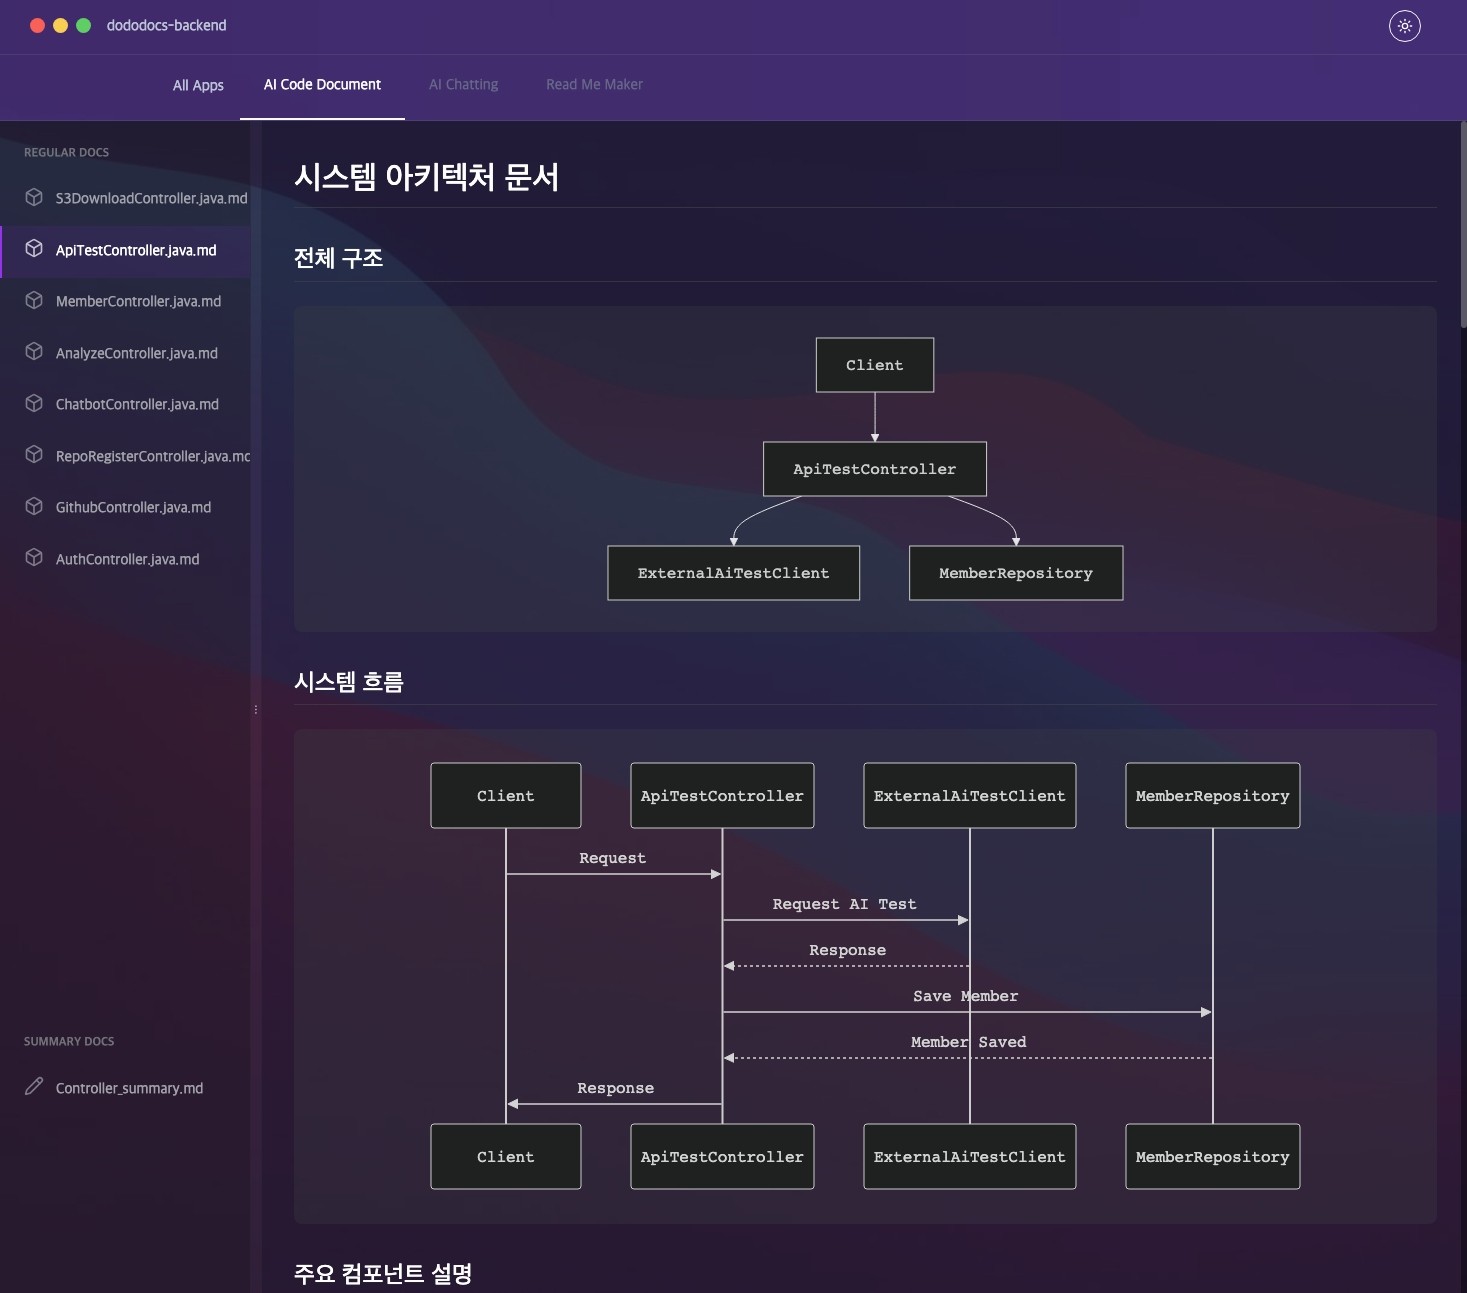 dododocs-backend
All Apps
AI Code Document
AI Chatting
Read Me Maker
REGULAR DOCS
S3DownloadController.java.md
ApiTestController.java.md
MemberController.java.md
AnalyzeController.java.md
ChatbotController.java.md
RepoRegisterController.java.md
GithubController.java.md
AuthController.java.md
SUMMARY DOCS
Controller_summary.md
시스템 아키텍처 문서
전체 구조
Client
ApiTestController
ExternalAiTestClient
MemberRepository
시스템 흐름
Client
ApiTestController
ExternalAiTestClient
MemberRepository
Request
Request AI Test
Response
Save Member
Member Saved
Response
Client
ApiTestController
ExternalAiTestClient
MemberRepository
주요 컴포넌트 설명